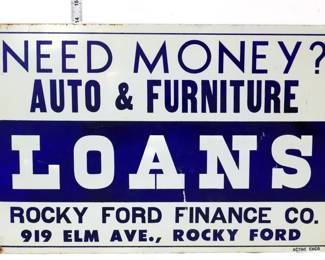 NEED MONEY?
AUTO & FURNITURE
LOANS
ROCKY FORD FINANCE CO.
919 ELM AVE., ROCKY FORD